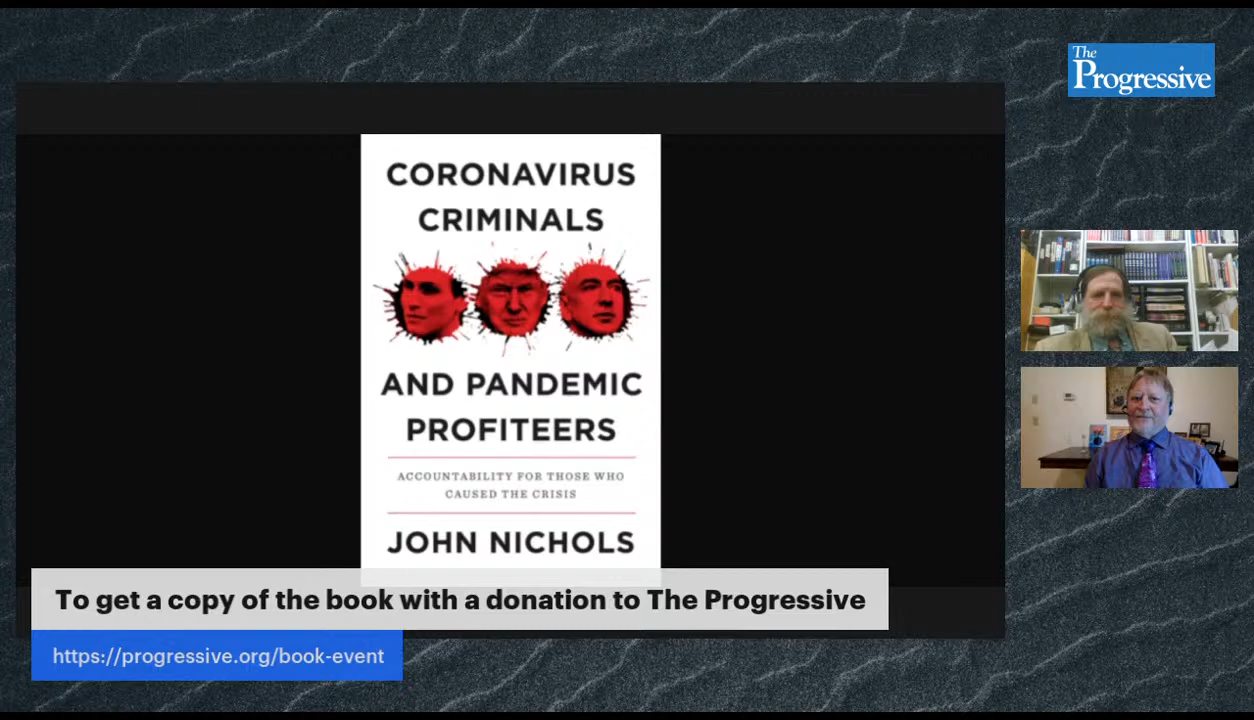 The
Progressive
CORONAVIRUS
CRIMINALS
AND PANDEMIC
PROFITEERS
ACCOUNTABILITY FOR THOSE WHO
CAUSED THE CRISIS
JOHN NICHOLS
To get a copy of the book with a donation to The Progressive
https://progressive.org/book-event